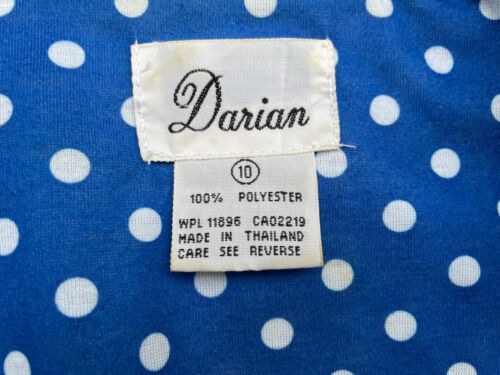 Darian
10
100% POLYESTER
WPL 11896 CA02219
MADE IN THAILAND
CARE SEE REVERSE